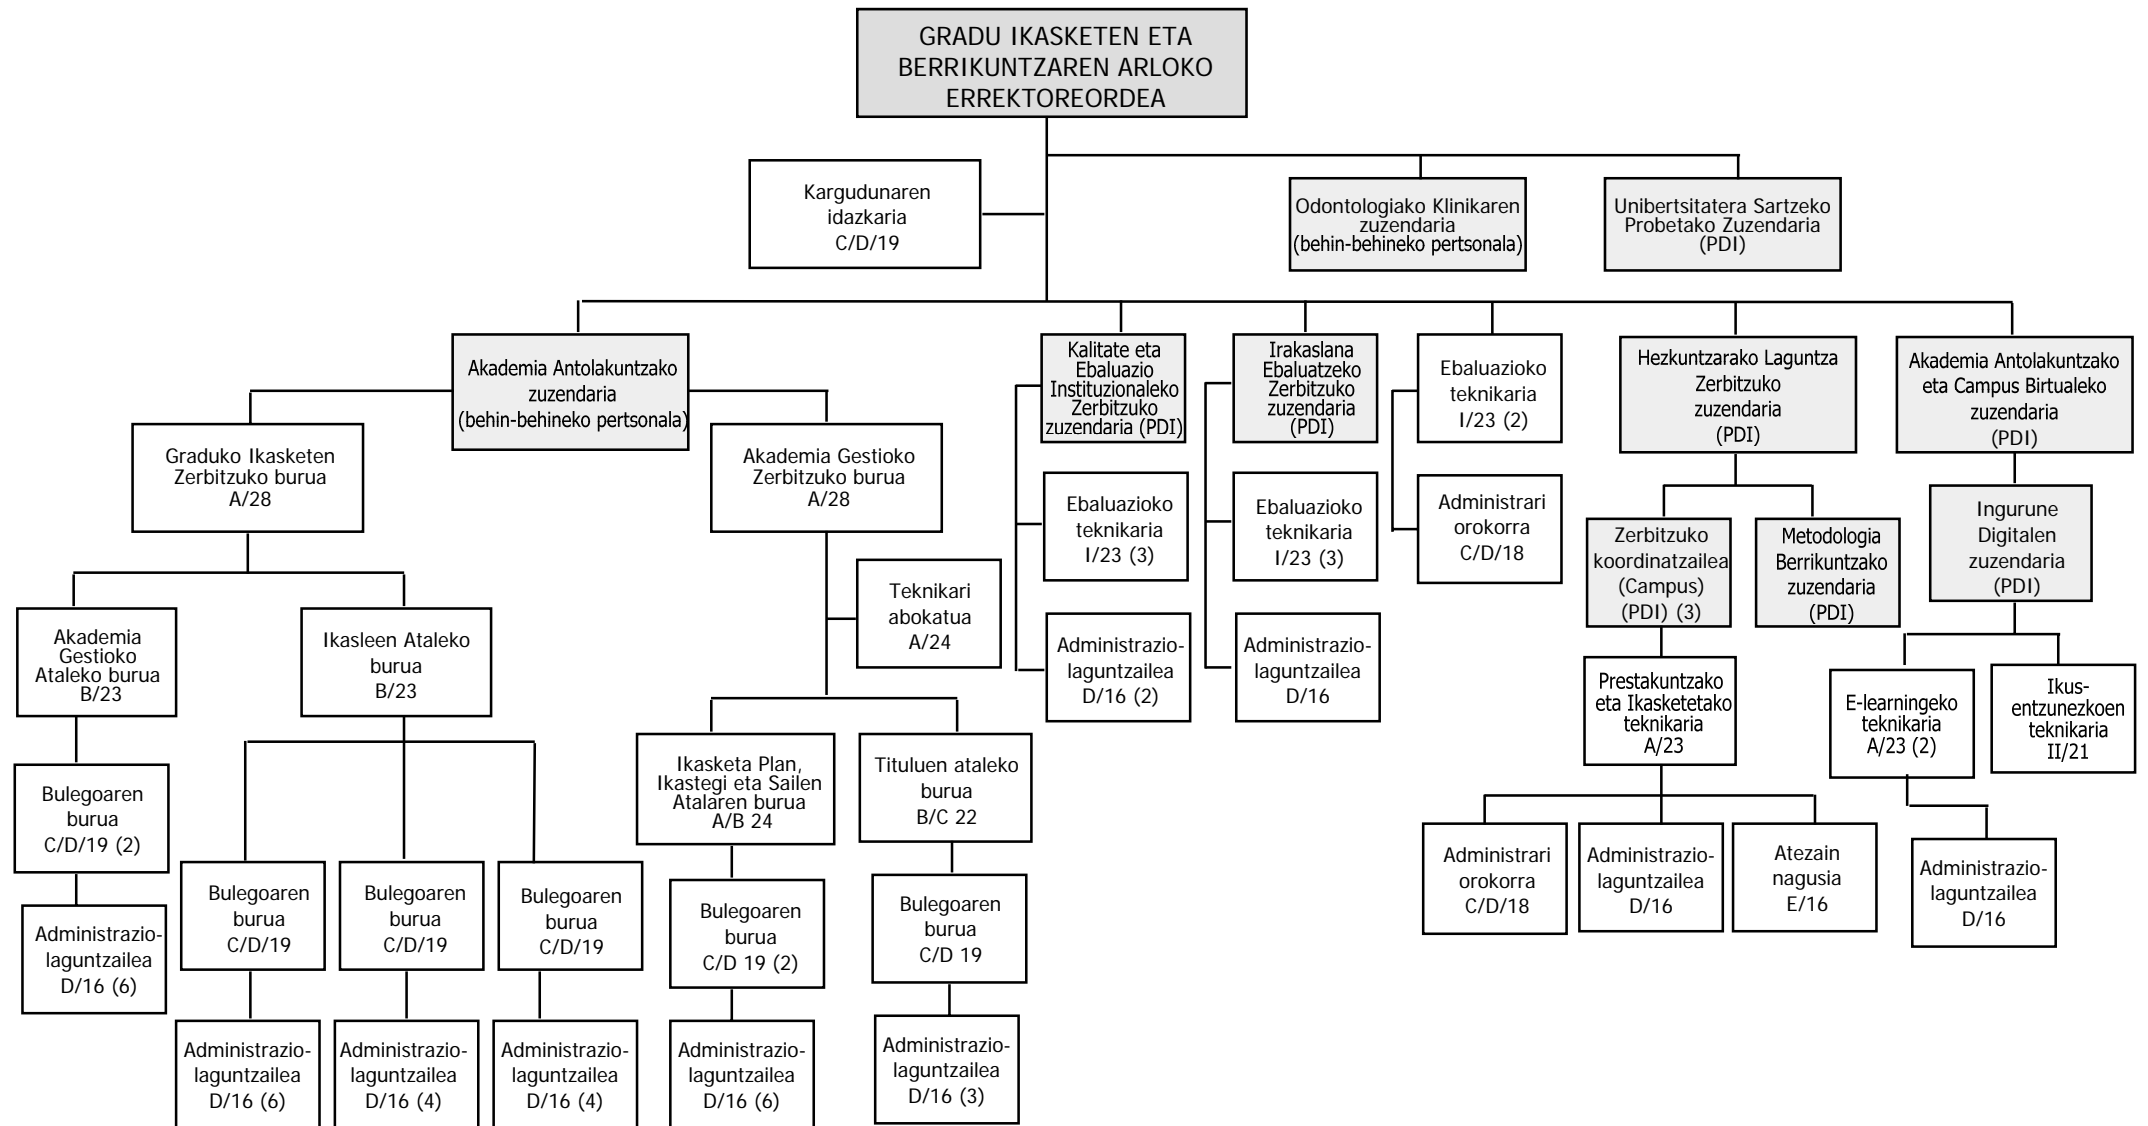 GRADU IKASKETEN ETA
BERRIKUNTZAREN ARLOKO
ERREKTOREORDEA
Kargudunaren
idazkaria
C/D/19
Odontologiako Klinikaren
zuzendaria
(behin-behineko pertsonala)
Unibertsitatera Sartzeko
Probetako Zuzendaria
(PDI)
Akademia Antolakuntzako
zuzendaria
(behin-behineko pertsonala)
Kalitate eta
Ebaluazio
Instituzionaleko
Zerbitzuko
zuzendaria (PDI)
Irakaslana
Ebaluatzeko
Zerbitzuko
zuzendaria
(PDI)
Ebaluazioko
teknikaria
I/23 (2)
Hezkuntzarako Laguntza
Zerbitzuko
zuzendaria
(PDI)
Akademia Antolakuntzako
eta Campus Birtualeko
zuzendaria
(PDI)
Graduko Ikasketen
Zerbitzuko burua
A/28
Akademia Gestioko
Zerbitzuko burua
A/28
Ebaluazioko
teknikaria
I/23 (3)
Ebaluazioko
teknikaria
I/23 (3)
Administrari
orokorra
C/D/18
Zerbitzuko
koordinatzailea
(Campus)
(PDI) (3)
Metodologia
Berrikuntzako
zuzendaria
(PDI)
Ingurune
Digitalen
zuzendaria
(PDI)
Teknikari
abokatua
A/24
Akademia
Gestioko
Ataleko burua
B/23
Ikasleen Ataleko
burua
B/23
Administrazio-
laguntzailea
D/16 (2)
Administrazio-
laguntzailea
D/16
Prestakuntzako
eta Ikasketetako
teknikaria
A/23
E-learningeko
teknikaria
A/23 (2)
Ikus-
entzunezkoen
teknikaria
II/21
Ikasketa Plan,
Ikastegi eta Sailen
Atalaren burua
A/B 24
Tituluen ataleko
burua
B/C 22
Bulegoaren
burua
C/D/19 (2)
Administrari
orokorra
C/D/18
Administrazio-
laguntzailea
D/16
Atezain
nagusia
E/16
Administrazio-
laguntzailea
D/16
Bulegoaren
burua
C/D/19
Bulegoaren
burua
C/D/19
Bulegoaren
burua
C/D/19
Bulegoaren
burua
C/D 19 (2)
Bulegoaren
burua
C/D 19
Administrazio-
laguntzailea
D/16 (6)
Administrazio-
laguntzailea
D/16 (6)
Administrazio-
laguntzailea
D/16 (4)
Administrazio-
laguntzailea
D/16 (4)
Administrazio-
laguntzailea
D/16 (6)
Administrazio-
laguntzailea
D/16 (3)